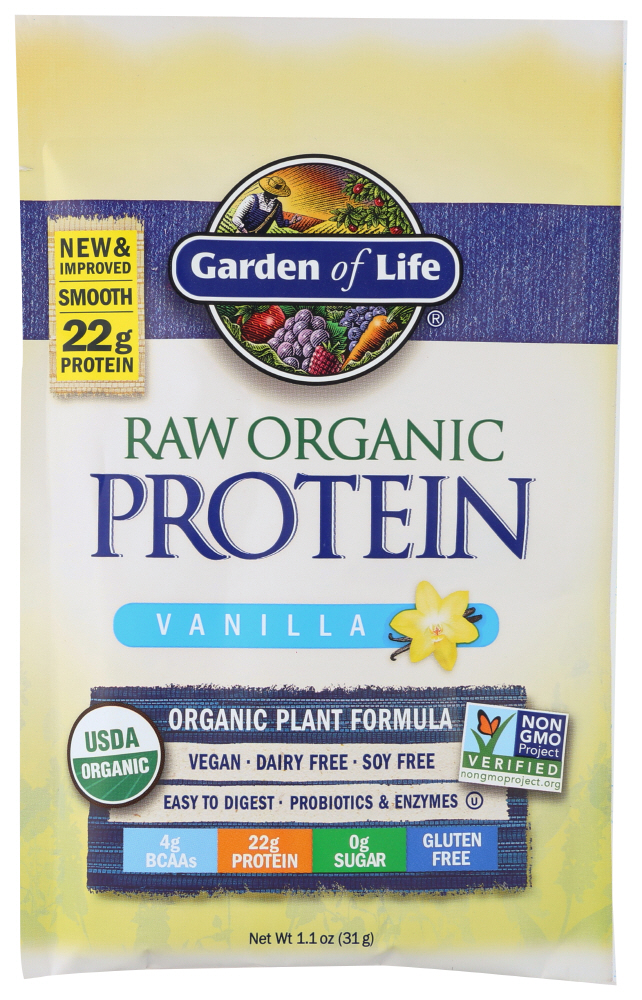 Garden of Life
®
NEW &
IMPROVED
SMOOTH
22g
PROTEIN
RAW ORGANIC
PROTEIN
VANILLA
ORGANIC PLANT FORMULA
USDA
ORGANIC
VEGAN · DAIRY FREE · SOY FREE
EASY TO DIGEST · PROBIOTICS & ENZYMES U
NON
GMO
Project
VERIFIED
nongmoproject.org
4g
BCAAs
22g
PROTEIN
0g
SUGAR
GLUTEN
FREE
Net Wt 1.1 oz (31 g)